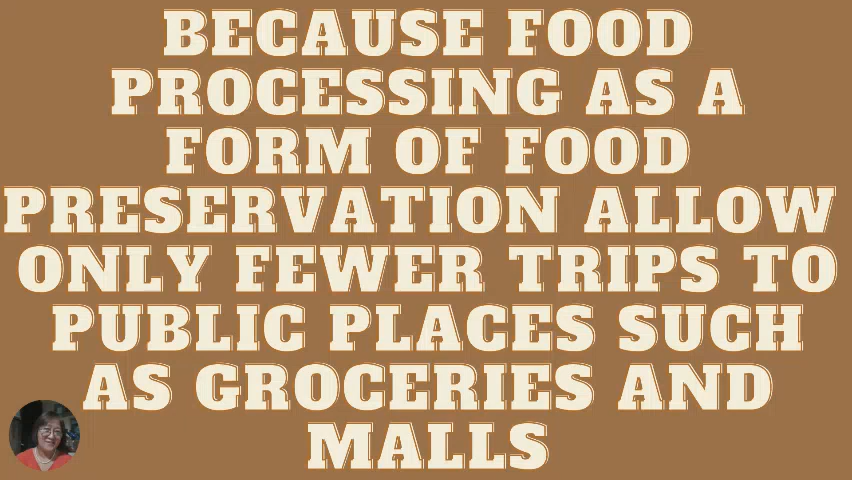 BECAUSE FOOD
PROCESSING AS A
FORM OF FOOD
PRESERVATION ALLOW
ONLY FEWER TRIPS TO
PUBLIC PLACES SUCH
AS GROCERIES AND
MALLS